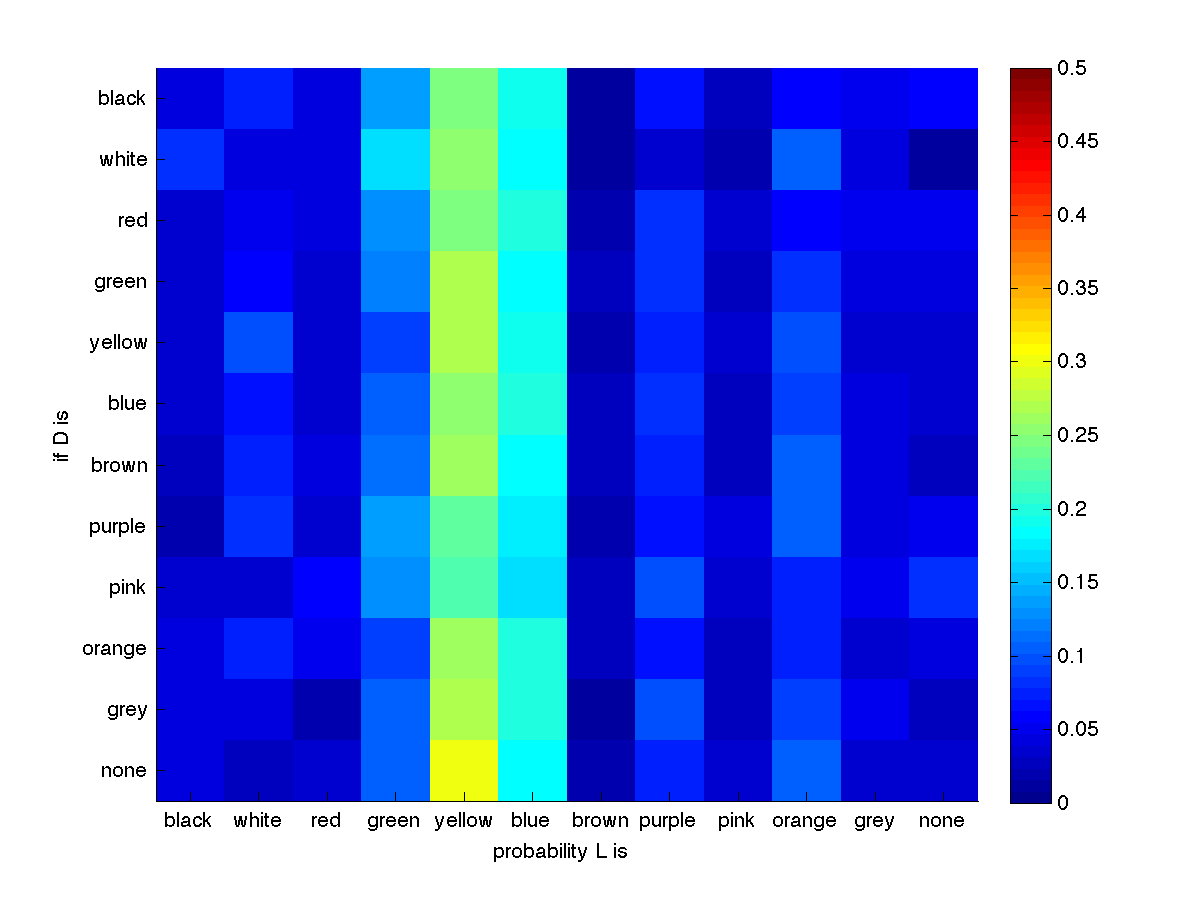 if D is
black
white
red
green
yellow
blue
brown
purple
pink
orange
grey
none
black white red green yellow blue brown purple pink orange grey none
probability L is
0.5
0.45
0.4
0.35
0.3
0.25
0.2
0.15
0.1
0.05
0